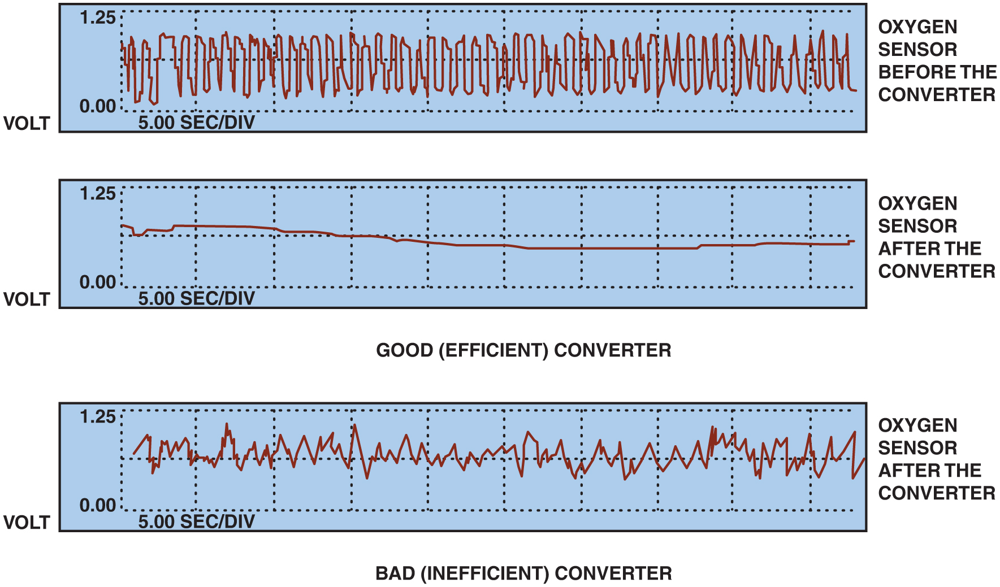 1.25
0.00
VOLT
5.00 SEC/DIV
OXYGEN
SENSOR
BEFORE THE
CONVERTER
1.25
0.00
VOLT
5.00 SEC/DIV
OXYGEN
SENSOR
AFTER THE
CONVERTER
GOOD (EFFICIENT) CONVERTER
1.25
0.00
VOLT
5.00 SEC/DIV
OXYGEN
SENSOR
AFTER THE
CONVERTER
BAD (INEFFICIENT) CONVERTER